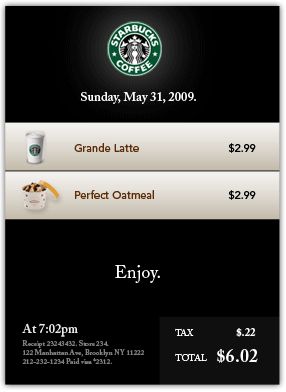 STARBUCKS
COFFEE
Sunday, May 31, 2009.
Grande Latte $2.99
Perfect Oatmeal $2.99
Enjoy.
At 7:02pm
Receipt 23243432. Store 234.
122 Manhattan Ave, Brooklyn NY 11222
212-232-1234 Paid visa *2312.
TAX $.22
TOTAL $6.02